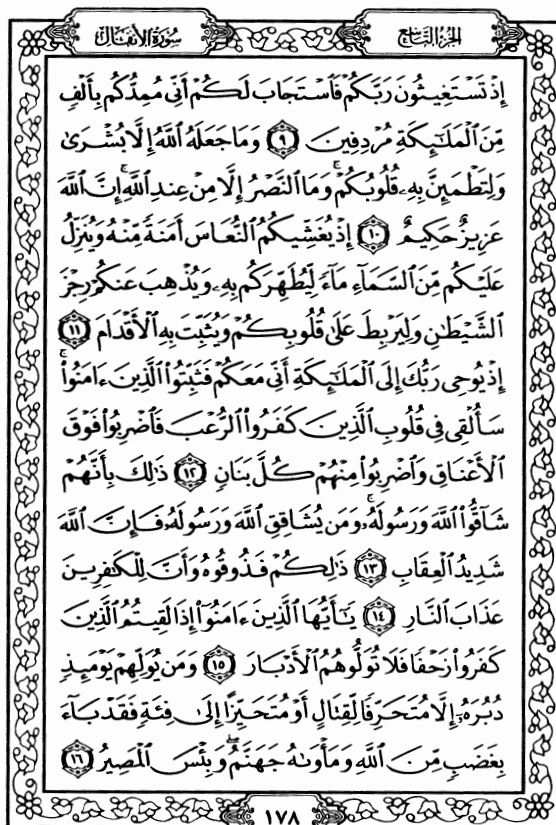 الجزء التاسع
سورة الأنفال
إِذْ تَسْتَغِيثُونَ رَبَّكُمْ فَٱسْتَجَابَ لَكُمْ أَنِّى مُمِدُّكُم بِأَلْفٍ
مِّنَ ٱلْمَلَٰٓئِكَةِ مُرْدِفِينَ ٩ وَمَا جَعَلَهُ ٱللَّهُ إِلَّا بُشْرَىٰ
وَلِتَطْمَئِنَّ بِهِۦ قُلُوبُكُمْ ۚ وَمَا ٱلنَّصْرُ إِلَّا مِنْ عِندِ ٱللَّهِ ۚ إِنَّ ٱللَّهَ
عَزِيزٌ حَكِيمٌ ١٠ إِذْ يُغَشِّيكُمُ ٱلنُّعَاسَ أَمَنَةً مِّنْهُ وَيُنَزِّلُ
عَلَيْكُم مِّنَ ٱلسَّمَآءِ مَآءً لِّيُطَهِّرَكُم بِهِۦ وَيُذْهِبَ عَنكُمْ رِجْزَ
ٱلشَّيْطَٰنِ وَلِيَرْبِطَ عَلَىٰ قُلُوبِكُمْ وَيُثَبِّتَ بِهِ ٱلْأَقْدَامَ ١١
إِذْ يُوحِى رَبُّكَ إِلَى ٱلْمَلَٰٓئِكَةِ أَنِّى مَعَكُمْ فَثَبِّتُوا۟ ٱلَّذِينَ ءَامَنُوا۟ ۚ
سَأُلْقِى فِى قُلُوبِ ٱلَّذِينَ كَفَرُوا۟ ٱلرُّعْبَ فَٱضْرِبُوا۟ فَوْقَ
ٱلْأَعْنَاقِ وَٱضْرِبُوا۟ مِنْهُمْ كُلَّ بَنَانٍ ١٢ ذَٰلِكَ بِأَنَّهُمْ
شَآقُّوا۟ ٱللَّهَ وَرَسُولَهُۥ ۚ وَمَن يُشَاقِقِ ٱللَّهَ وَرَسُولَهُۥ فَإِنَّ ٱللَّهَ
شَدِيدُ ٱلْعِقَابِ ١٣ ذَٰلِكُمْ فَذُوقُوهُ وَأَنَّ لِلْكَٰفِرِينَ
عَذَابَ ٱلنَّارِ ١٤ يَٰٓأَيُّهَا ٱلَّذِينَ ءَامَنُوٓا۟ إِذَا لَقِيتُمُ ٱلَّذِينَ
كَفَرُوا۟ زَحْفًا فَلَا تُوَلُّوهُمُ ٱلْأَدْبَارَ ١٥ وَمَن يُوَلِّهِمْ يَوْمَئِذٍ
دُبُرَهُۥٓ إِلَّا مُتَحَرِّفًا لِّقِتَالٍ أَوْ مُتَحَيِّزًا إِلَىٰ فِئَةٍ فَقَدْ بَآءَ
بِغَضَبٍ مِّنَ ٱللَّهِ وَمَأْوَىٰهُ جَهَنَّمُ ۖ وَبِئْسَ ٱلْمَصِيرُ ١٦
١٧٨